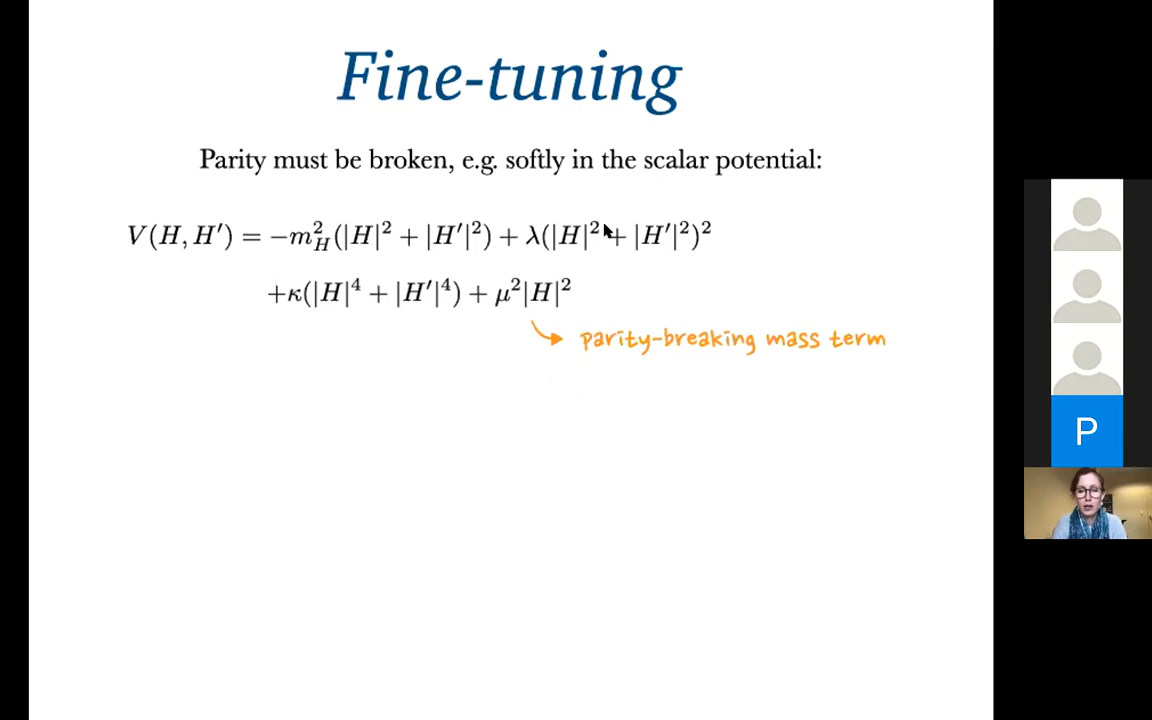 Fine-tuning
Parity must be broken, e.g. softly in the scalar potential:
V(H, H′) = −m_H^2(|H|^2 + |H′|^2) + λ(|H|^2 + |H′|^2)^2
+κ(|H|^4 + |H′|^4) + μ^2|H|^2
parity-breaking mass term
P